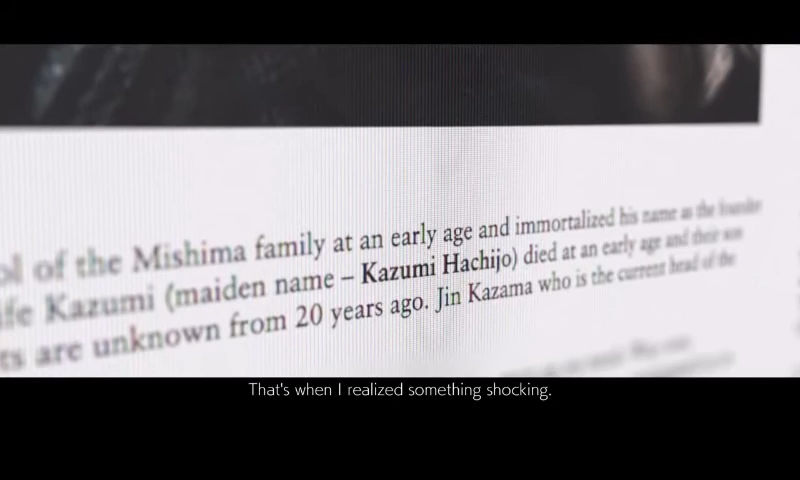 ol of the Mishima family at an early age and immortalized his name as the founder
ife Kazumi (maiden name – Kazumi Hachijo) died at an early age and their son
ts are unknown from 20 years ago. Jin Kazama who is the current head of the
That's when I realized something shocking.